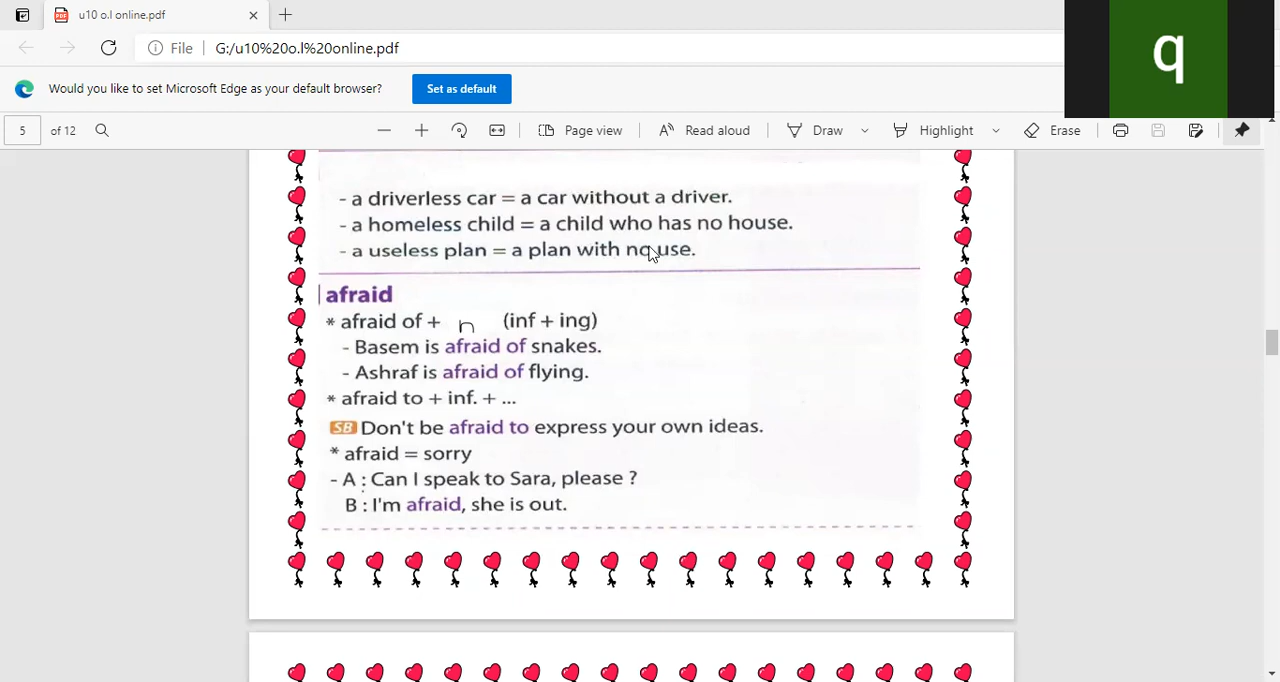 u10 o.l online.pdf
File
G:/u10%20o.l%20online.pdf
q
Would you like to set Microsoft Edge as your default browser?
Set as default
5
of 12
Page view
Read aloud
Draw
Highlight
Erase
- a driverless car = a car without a driver.
- a homeless child = a child who has no house.
- a useless plan = a plan with no use.
afraid
* afraid of + n (inf + ing)
- Basem is afraid of snakes.
- Ashraf is afraid of flying.
* afraid to + inf. + ...
SB Don't be afraid to express your own ideas.
* afraid = sorry
- A : Can I speak to Sara, please ?
B : I'm afraid, she is out.